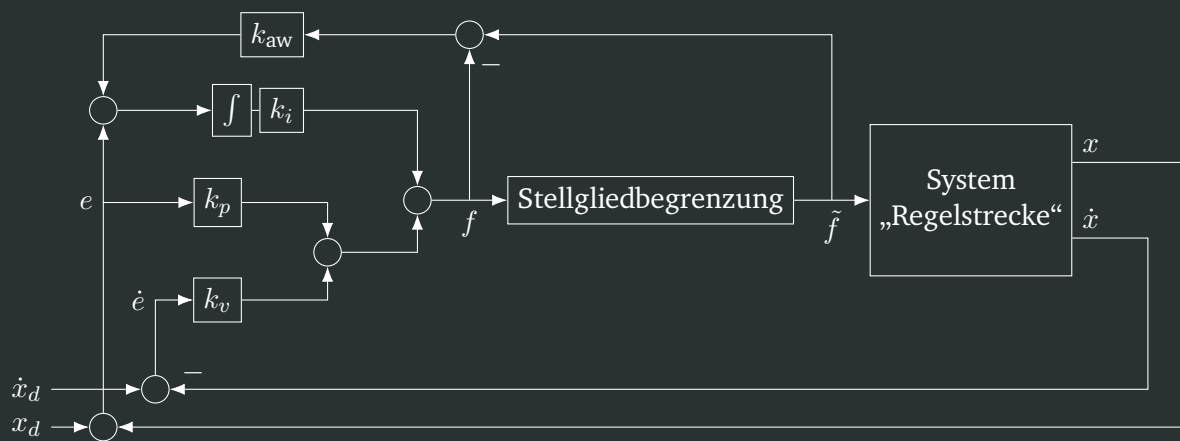 k_aw
−
∫ k_i
x
System
e k_p
Stellgliedbegrenzung
„Regelstrecke“
ẋ
f
f̃
ė k_v
−
ẋ_d
x_d